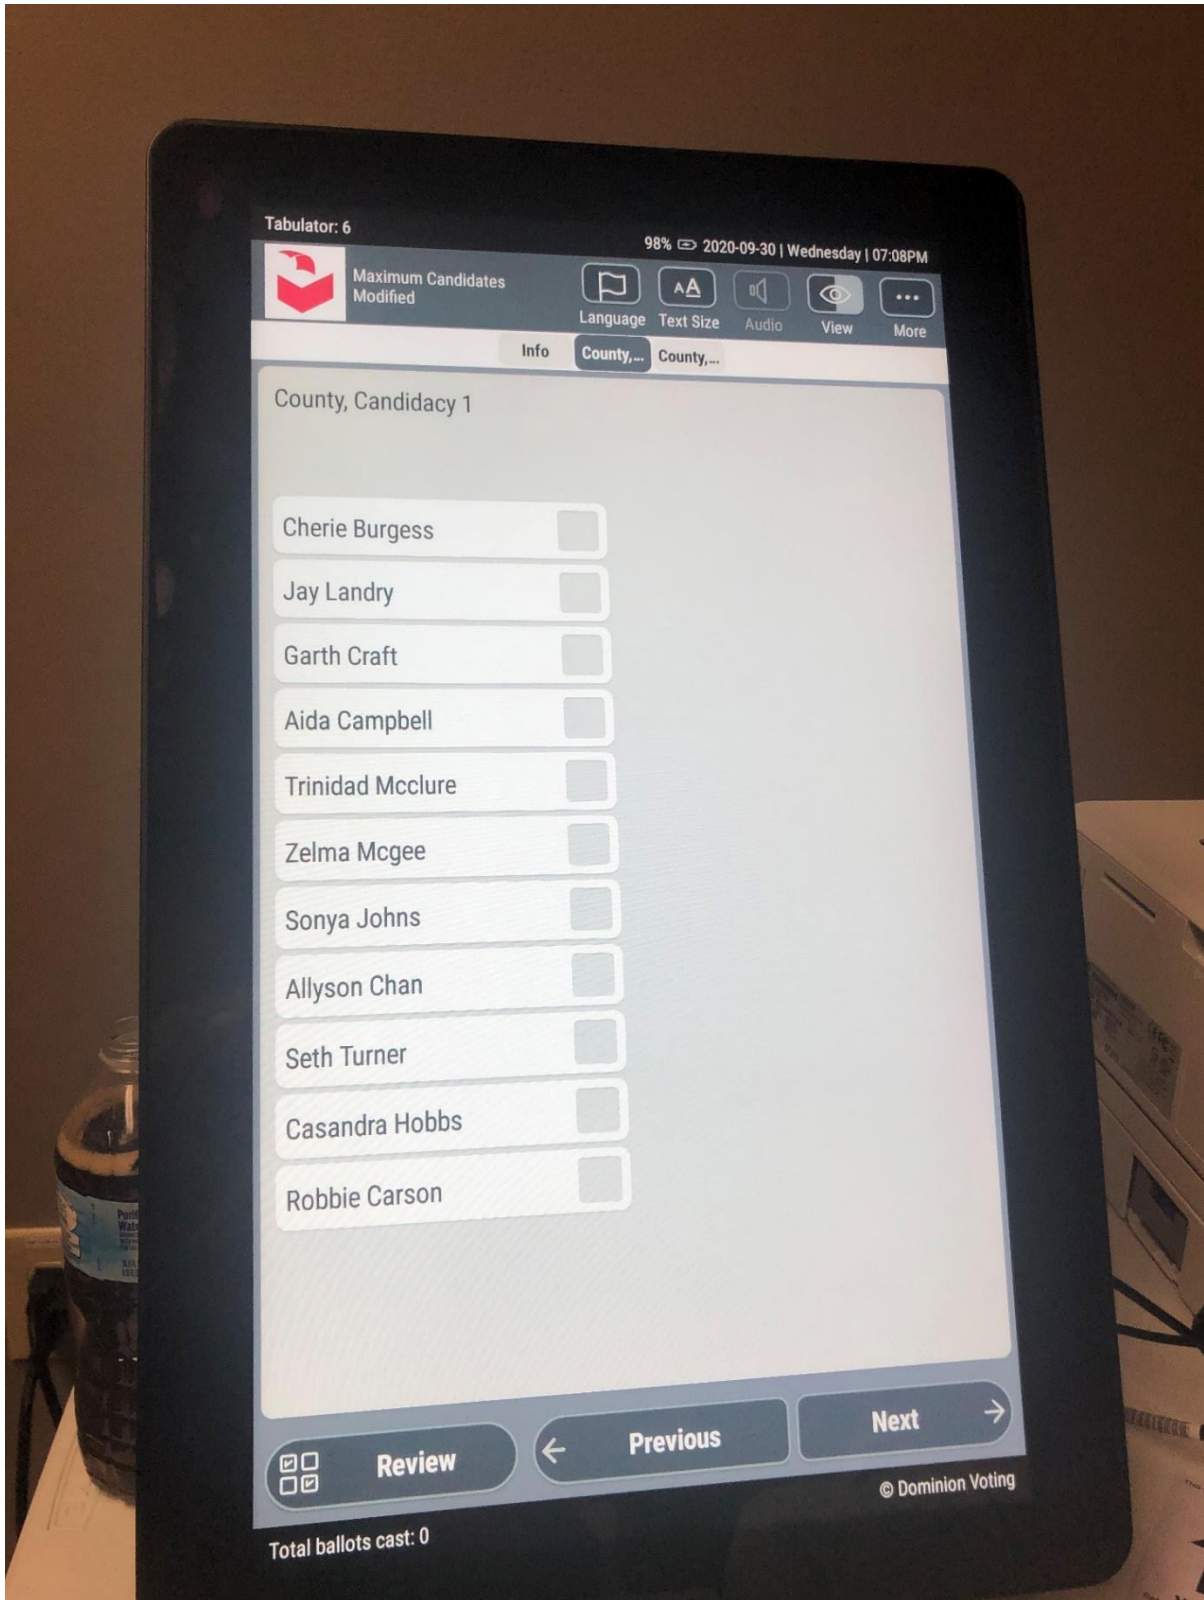 Tabulator: 6
98% 2020-09-30 | Wednesday | 07:08PM
Maximum Candidates
Modified
Language
Text Size
Audio
View
More
Info
County,...
County,...
County, Candidacy 1
Cherie Burgess
Jay Landry
Garth Craft
Aida Campbell
Trinidad Mcclure
Zelma Mcgee
Sonya Johns
Allyson Chan
Seth Turner
Casandra Hobbs
Robbie Carson
Review
Previous
Next
© Dominion Voting
Total ballots cast: 0